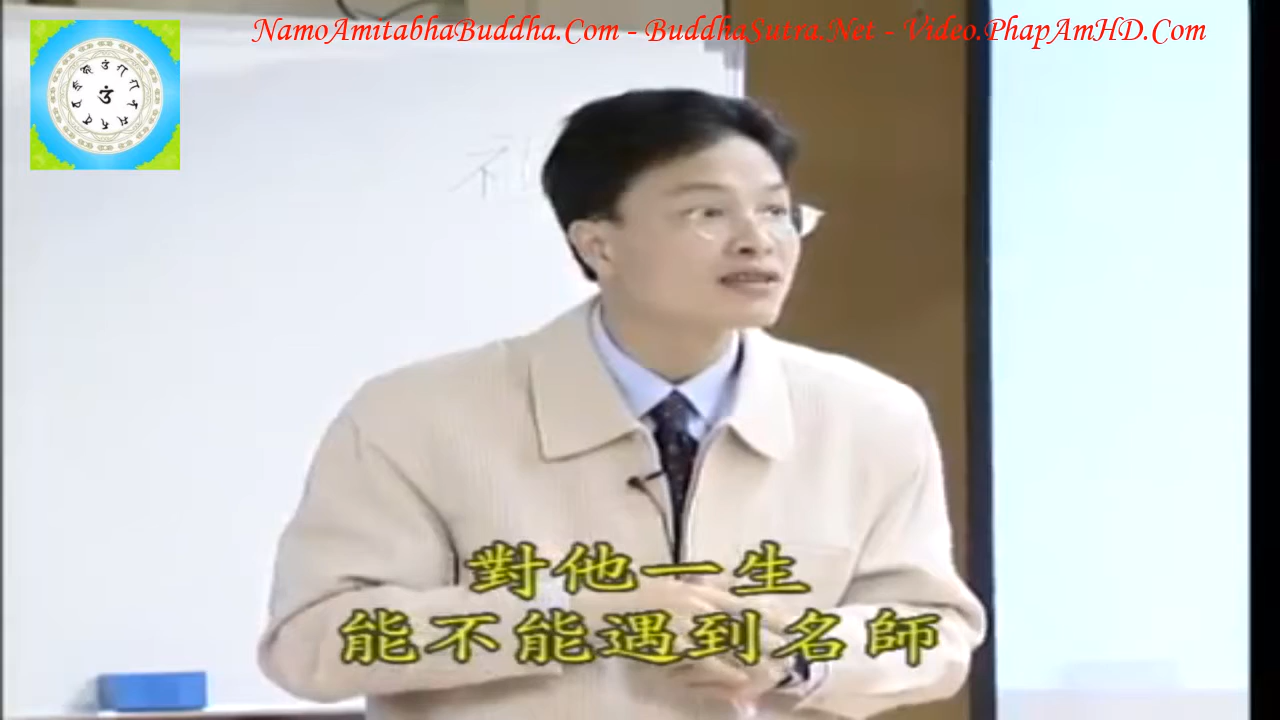 NamoAmitabhaBuddha.Com - BuddhaSutra.Net - Video.PhapAmHD.Com
對他一生
能不能遇到名師